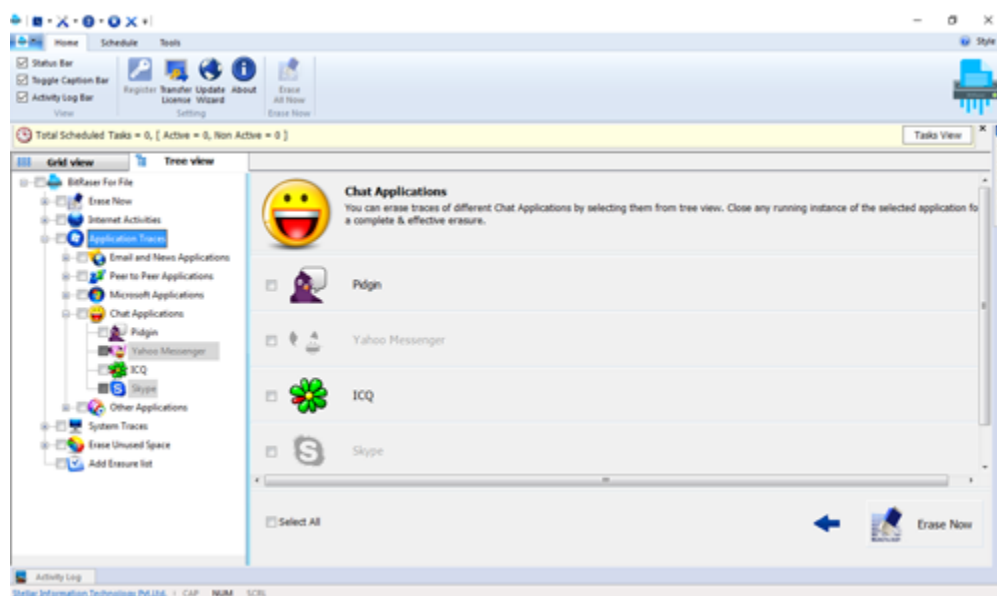 Home Schedule Tools
Style
Status Bar
Toggle Caption Bar
Activity Log Bar
View
Register
Transfer License
Update Wizard
About
Setting
Erase All Now
Erase Now
Total Scheduled Tasks = 0, [ Active = 0, Non Active = 0 ]
Tasks View
Grid view
Tree view
BitRaser For File
Erase Now
Internet Activities
Application Traces
Email and News Applications
Peer to Peer Applications
Microsoft Applications
Chat Applications
Pidgin
Yahoo Messenger
ICQ
Skype
Other Applications
System Traces
Erase Unused Space
Add Erasure list
Chat Applications
You can erase traces of different Chat Applications by selecting them from tree view. Close any running instance of the selected application fo
a complete & effective erasure.
Pidgin
Yahoo Messenger
ICQ
Skype
Select All
Erase Now
Activity Log
Stellar Information Technology Pvt Ltd. CAP NUM SCRL